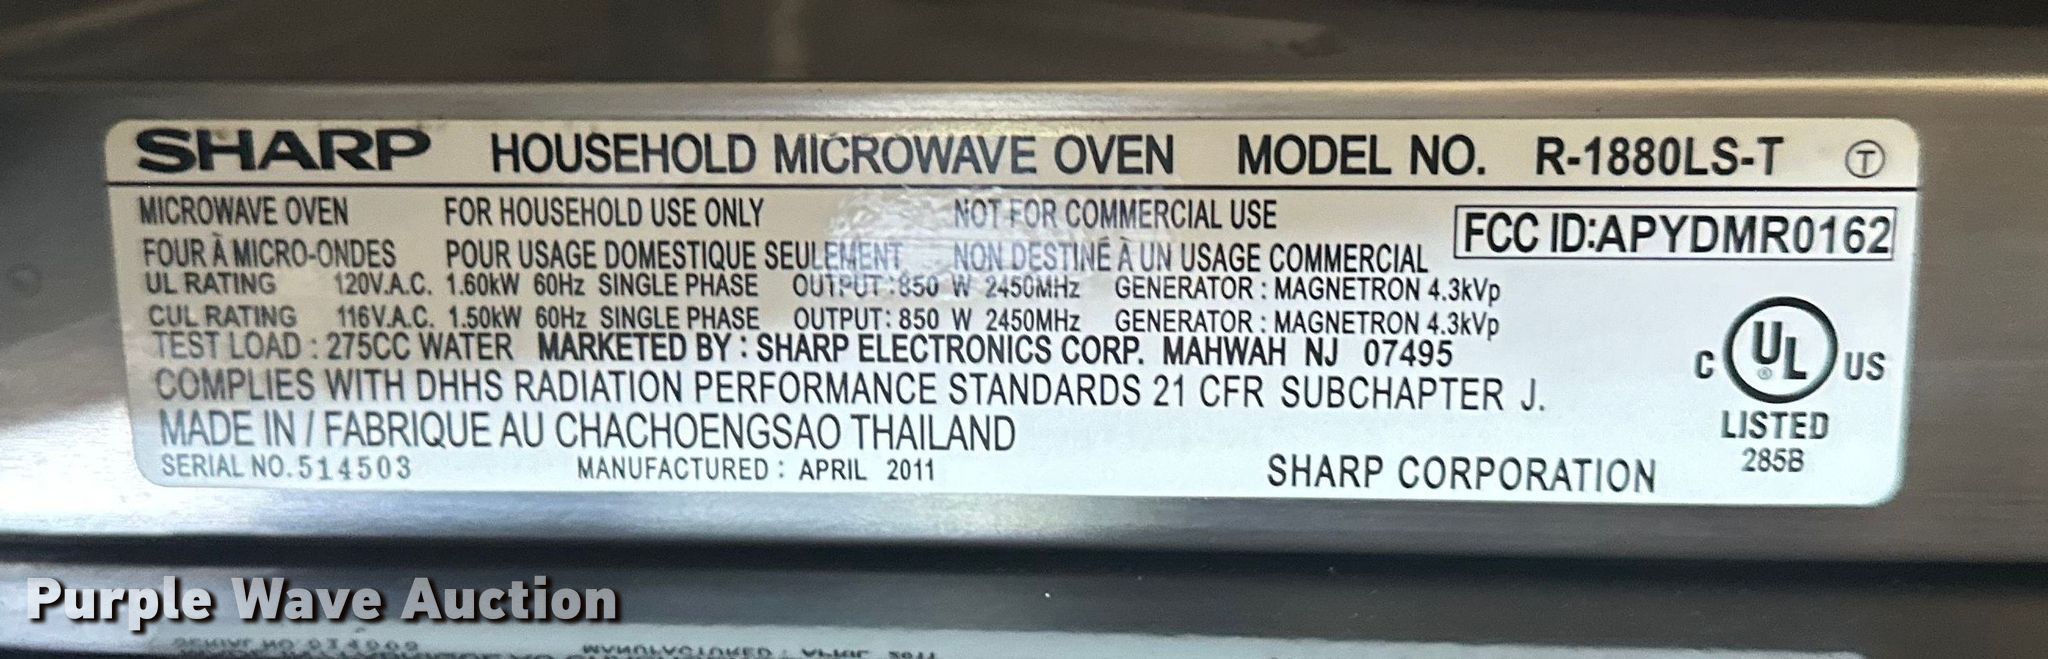 SHARP HOUSEHOLD MICROWAVE OVEN MODEL NO. R-1880LS-T T
MICROWAVE OVEN FOR HOUSEHOLD USE ONLY NOT FOR COMMERCIAL USE
FOUR À MICRO-ONDES POUR USAGE DOMESTIQUE SEULEMENT NON DESTINÉ À UN USAGE COMMERCIAL
FCC ID:APYDMR0162
UL RATING 120V.A.C. 1.60kW 60Hz SINGLE PHASE OUTPUT:850 W 2450MHz GENERATOR : MAGNETRON 4.3kVp
CUL RATING 116V.A.C. 1.50kW 60Hz SINGLE PHASE OUTPUT: 850 W 2450MHz GENERATOR : MAGNETRON 4.3kVp
TEST LOAD : 275CC WATER MARKETED BY : SHARP ELECTRONICS CORP. MAHWAH NJ 07495
COMPLIES WITH DHHS RADIATION PERFORMANCE STANDARDS 21 CFR SUBCHAPTER J.
MADE IN / FABRIQUE AU CHACHOENGSAO THAILAND
SERIAL NO. 514503 MANUFACTURED : APRIL 2011 SHARP CORPORATION
C UL ® US
LISTED
285B
Purple Wave Auction